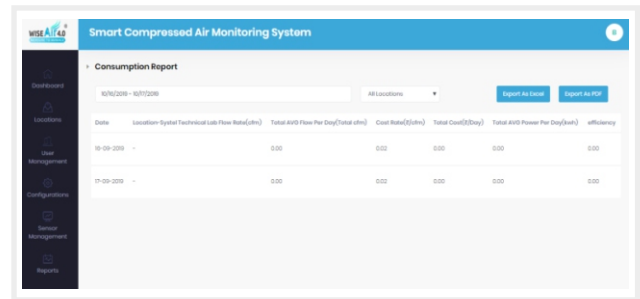 WISE AIr 4.0
Smart Compressed Air Monitoring System
Consumption Report
10/16/2019 - 10/17/2019
All Locations
Export As Excel
Export As PDF
Date Location-Systel Technical Lab Flow Rate(cfm) Total AVG Flow Per Day(Total cfm) Cost Rate(₹/cfm) Total Cost(₹/Day) Total AVG Power Per Day(kwh) efficiency
16-09-2019 - 0.00 0.02 0.00 0.00 0.00
17-09-2019 - 0.00 0.02 0.00 0.00 0.00
Dashboard
Locations
User
Management
Configurations
Sensor
Management
Reports